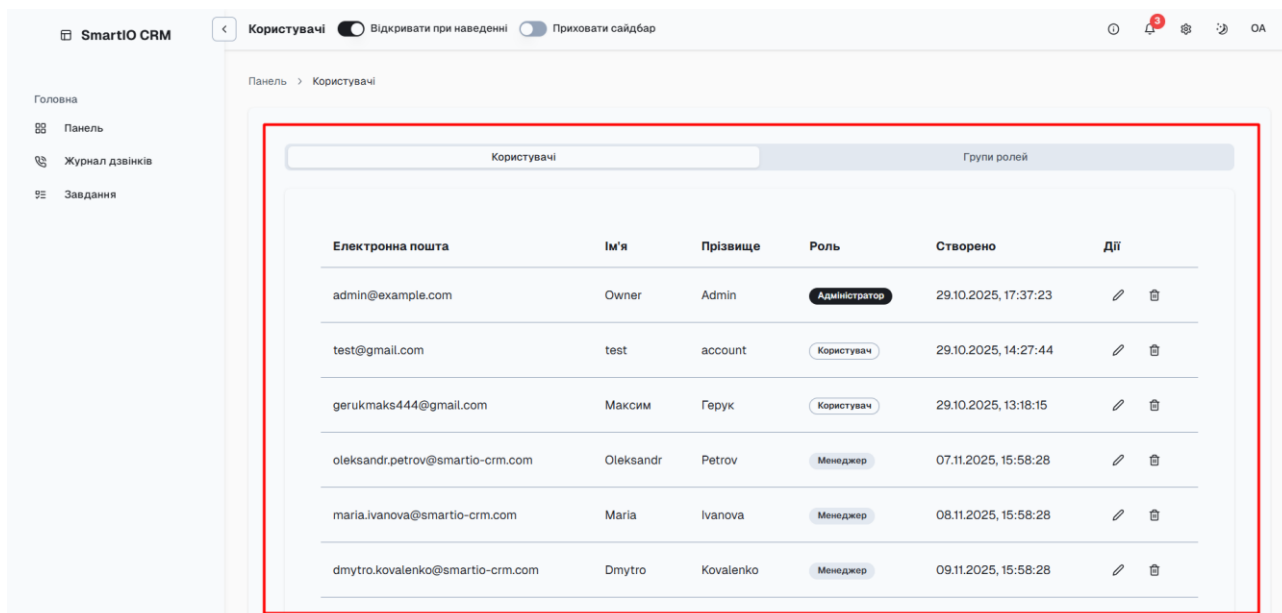 SmartIO CRM
Користувачі Відкривати при наведенні Приховати сайдбар 3 OA
Панель > Користувачі
Головна
Панель
Журнал дзвінків
Завдання
Користувачі Групи ролей
Електронна пошта Ім'я Прізвище Роль Створено Дії
admin@example.com Owner Admin Адміністратор 29.10.2025, 17:37:23
test@gmail.com test account Користувач 29.10.2025, 14:27:44
gerukmaks444@gmail.com Максим Герук Користувач 29.10.2025, 13:18:15
oleksandr.petrov@smartio-crm.com Oleksandr Petrov Менеджер 07.11.2025, 15:58:28
maria.ivanova@smartio-crm.com Maria Ivanova Менеджер 08.11.2025, 15:58:28
dmytro.kovalenko@smartio-crm.com Dmytro Kovalenko Менеджер 09.11.2025, 15:58:28